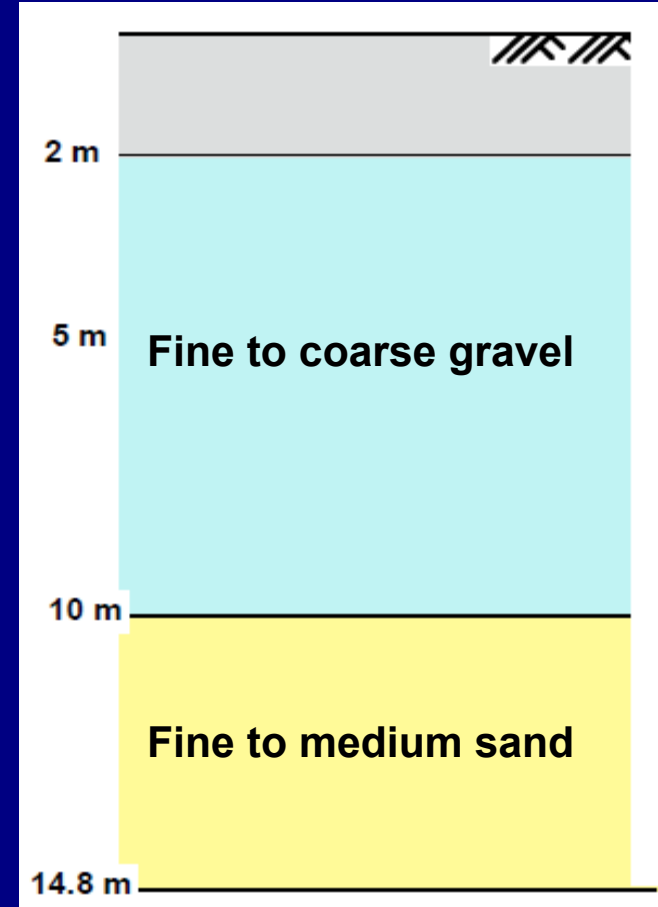 2 m
5 m
Fine to coarse gravel
10 m
Fine to medium sand
14.8 m